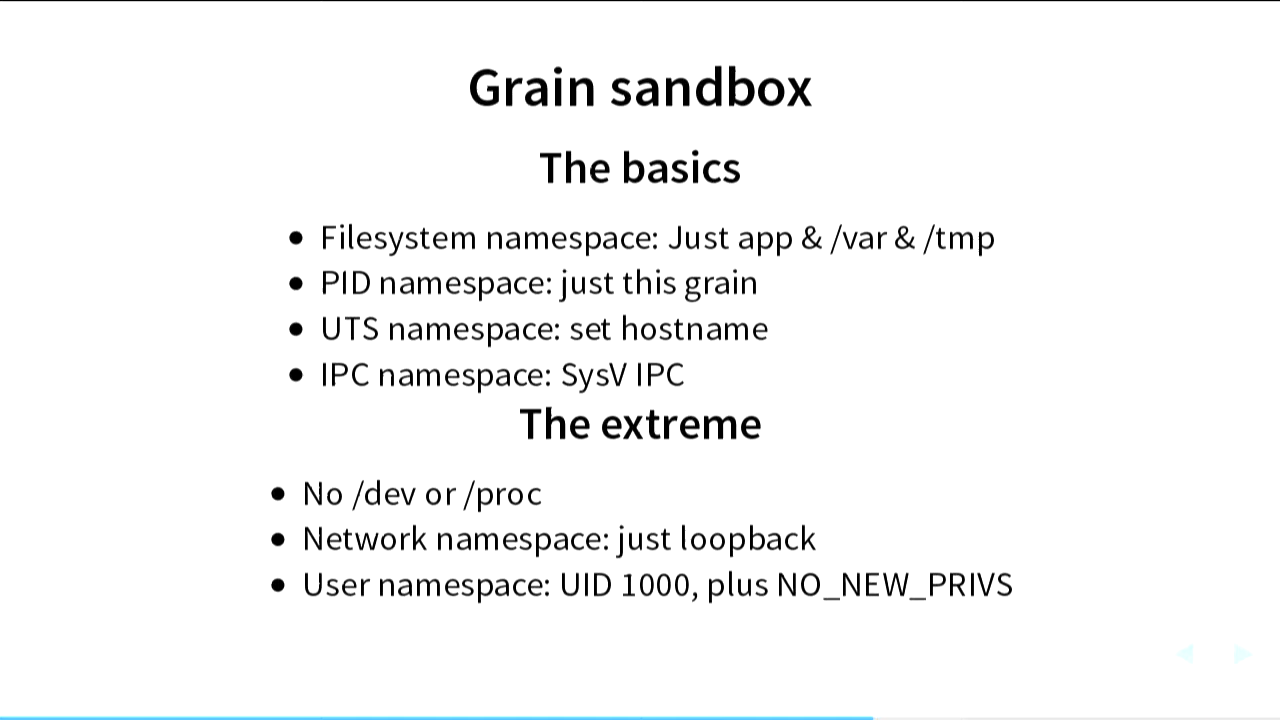 Grain sandbox
The basics
• Filesystem namespace: Just app & /var & /tmp
• PID namespace: just this grain
• UTS namespace: set hostname
• IPC namespace: SysV IPC
The extreme
• No /dev or /proc
• Network namespace: just loopback
• User namespace: UID 1000, plus NO_NEW_PRIVS